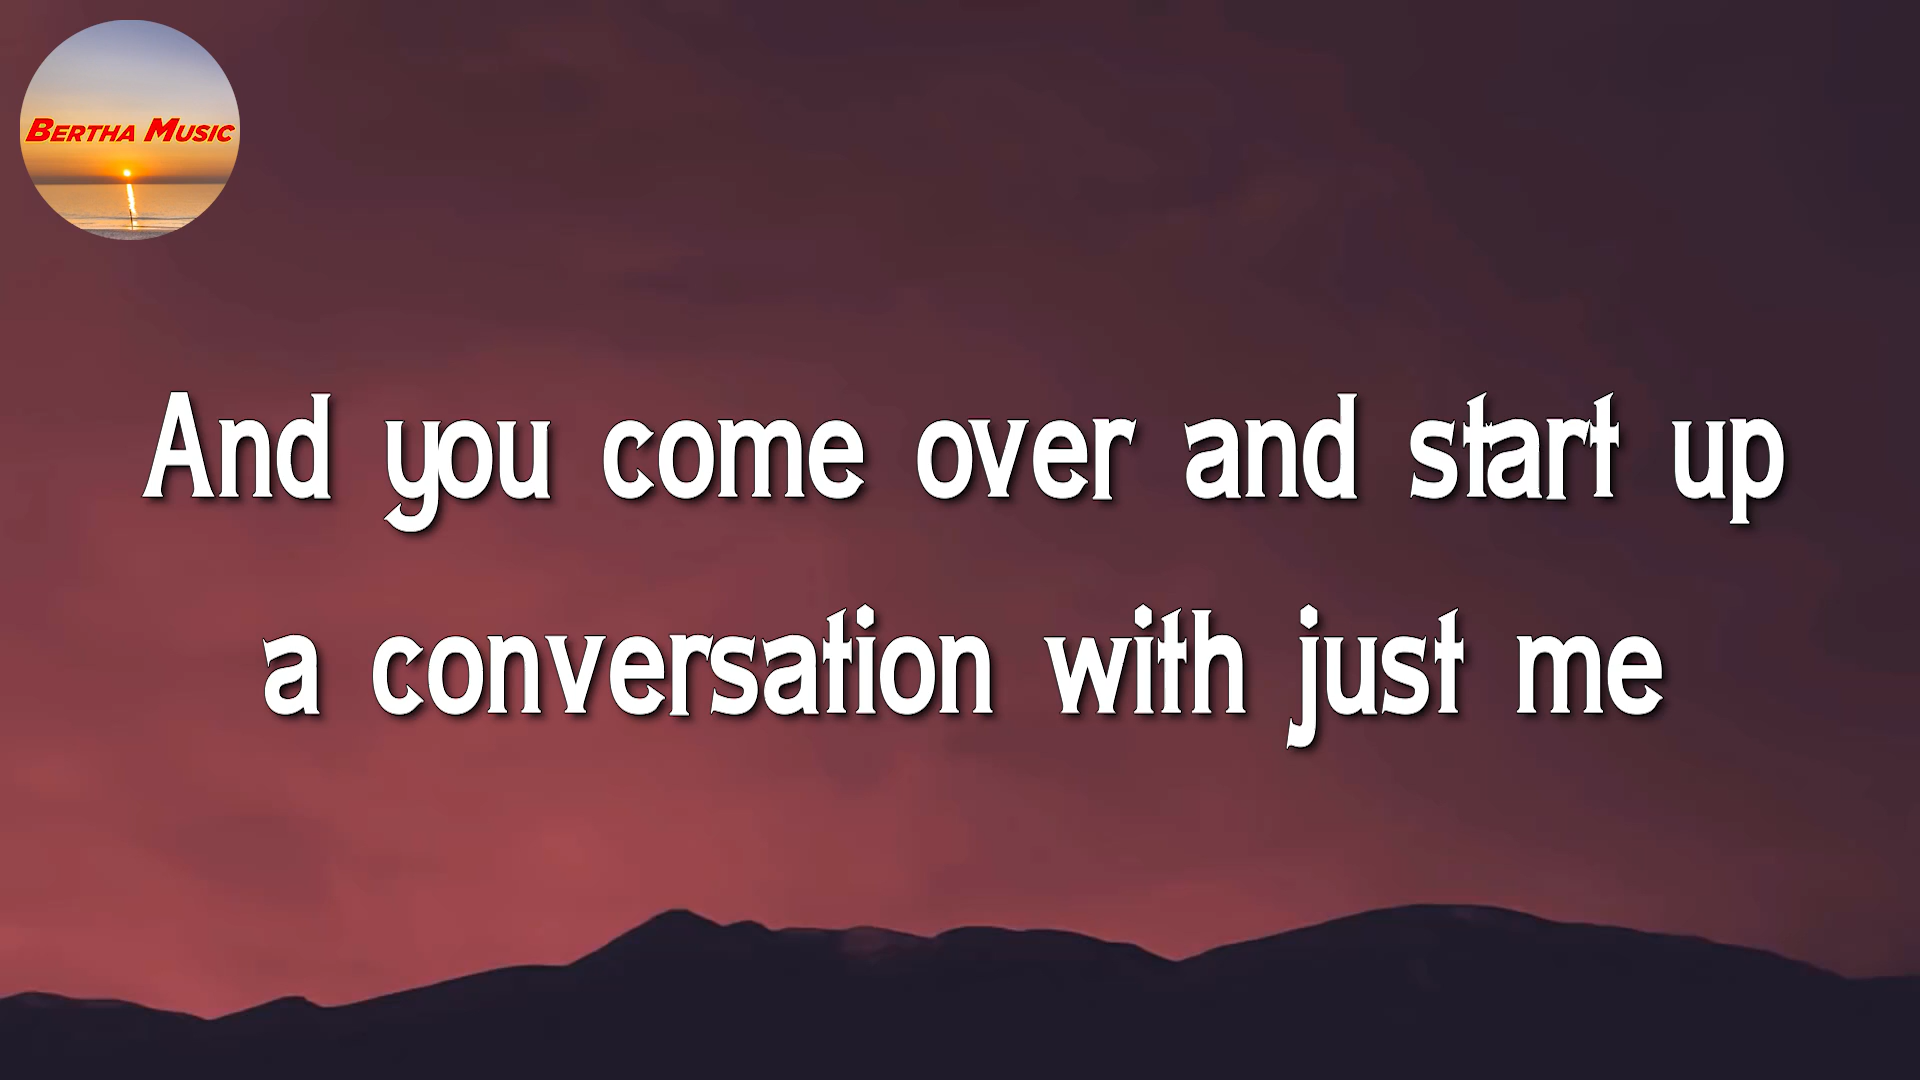 Bertha Music
And you come over and start up
a conversation with just me